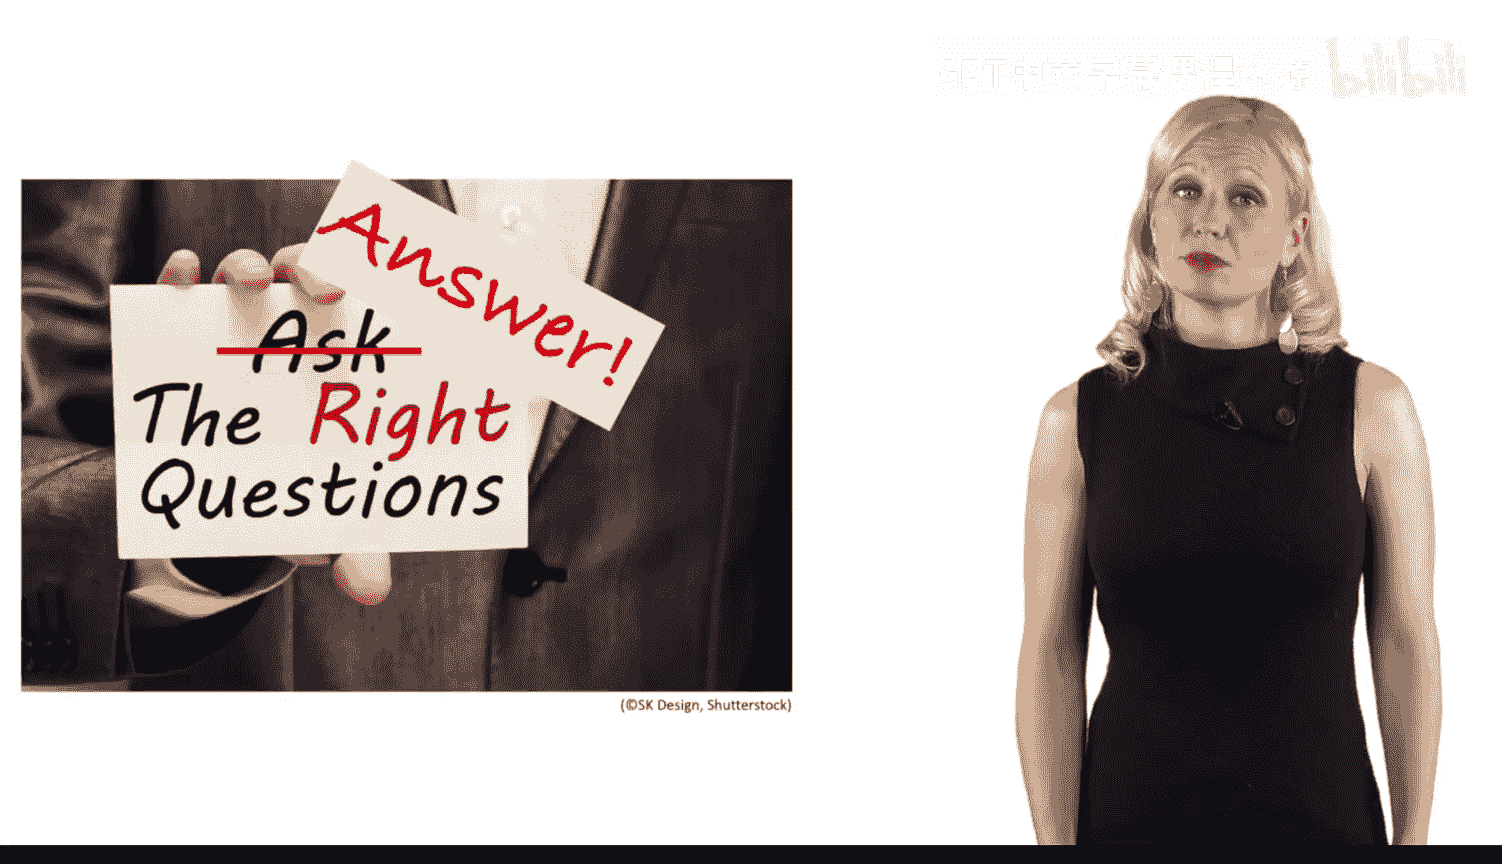 Answer!
Ask
The Right
Questions
(©SK Design, Shutterstock)
bilibili